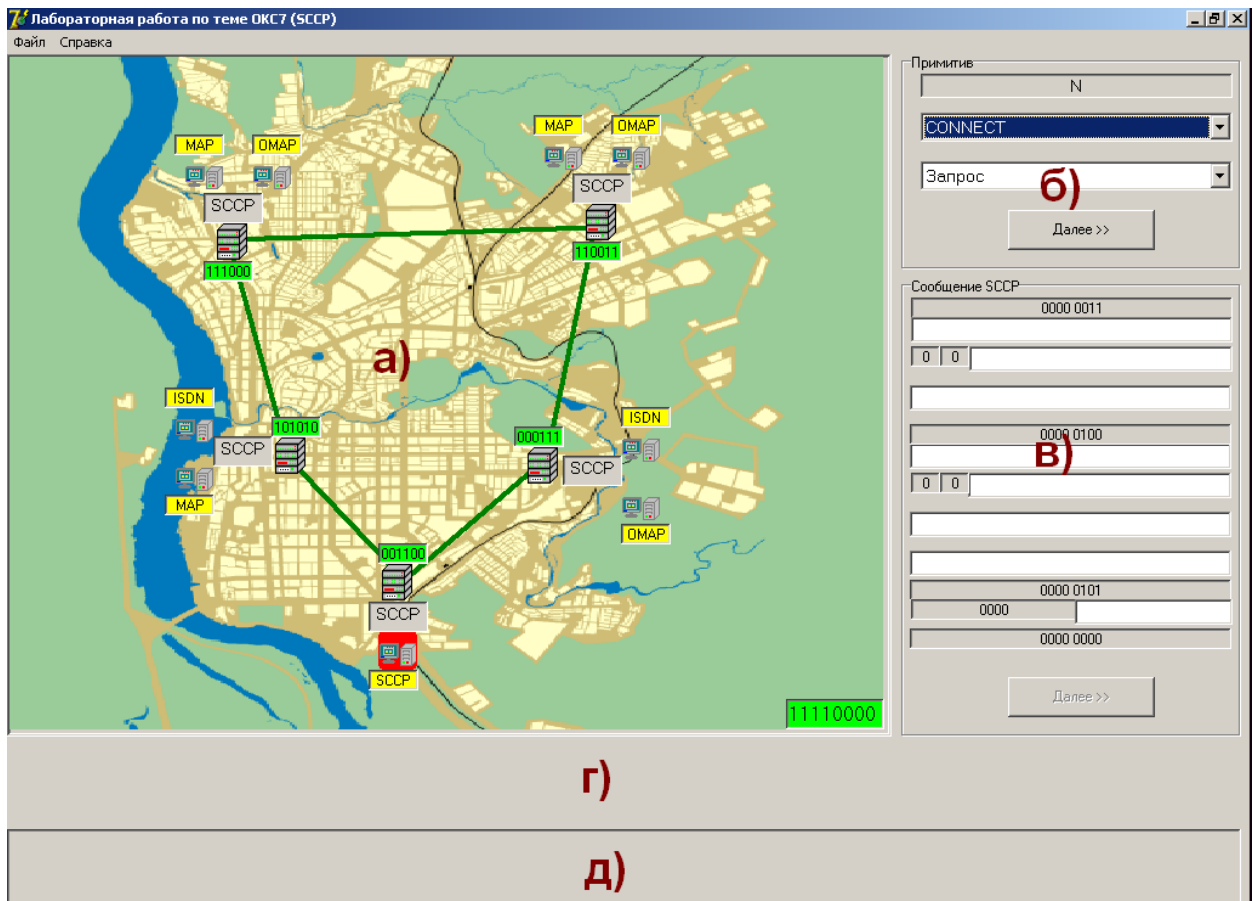 Лабораторная работа по теме ОКС7 (SCCP)
Файл Справка
MAP OMAP
SCCP
111000
MAP OMAP
SCCP
110011
а)
ISDN
101010
SCCP
MAP
ISDN
000111
SCCP
OMAP
001100
SCCP
SCCP
11110000
Примитив
N
CONNECT
Запрос
б)
Далее >>
Сообщение SCCP
0000 0011
0 0
0000 0100
в)
0 0
0000 0101
0000
0000 0000
Далее >>
г)
д)